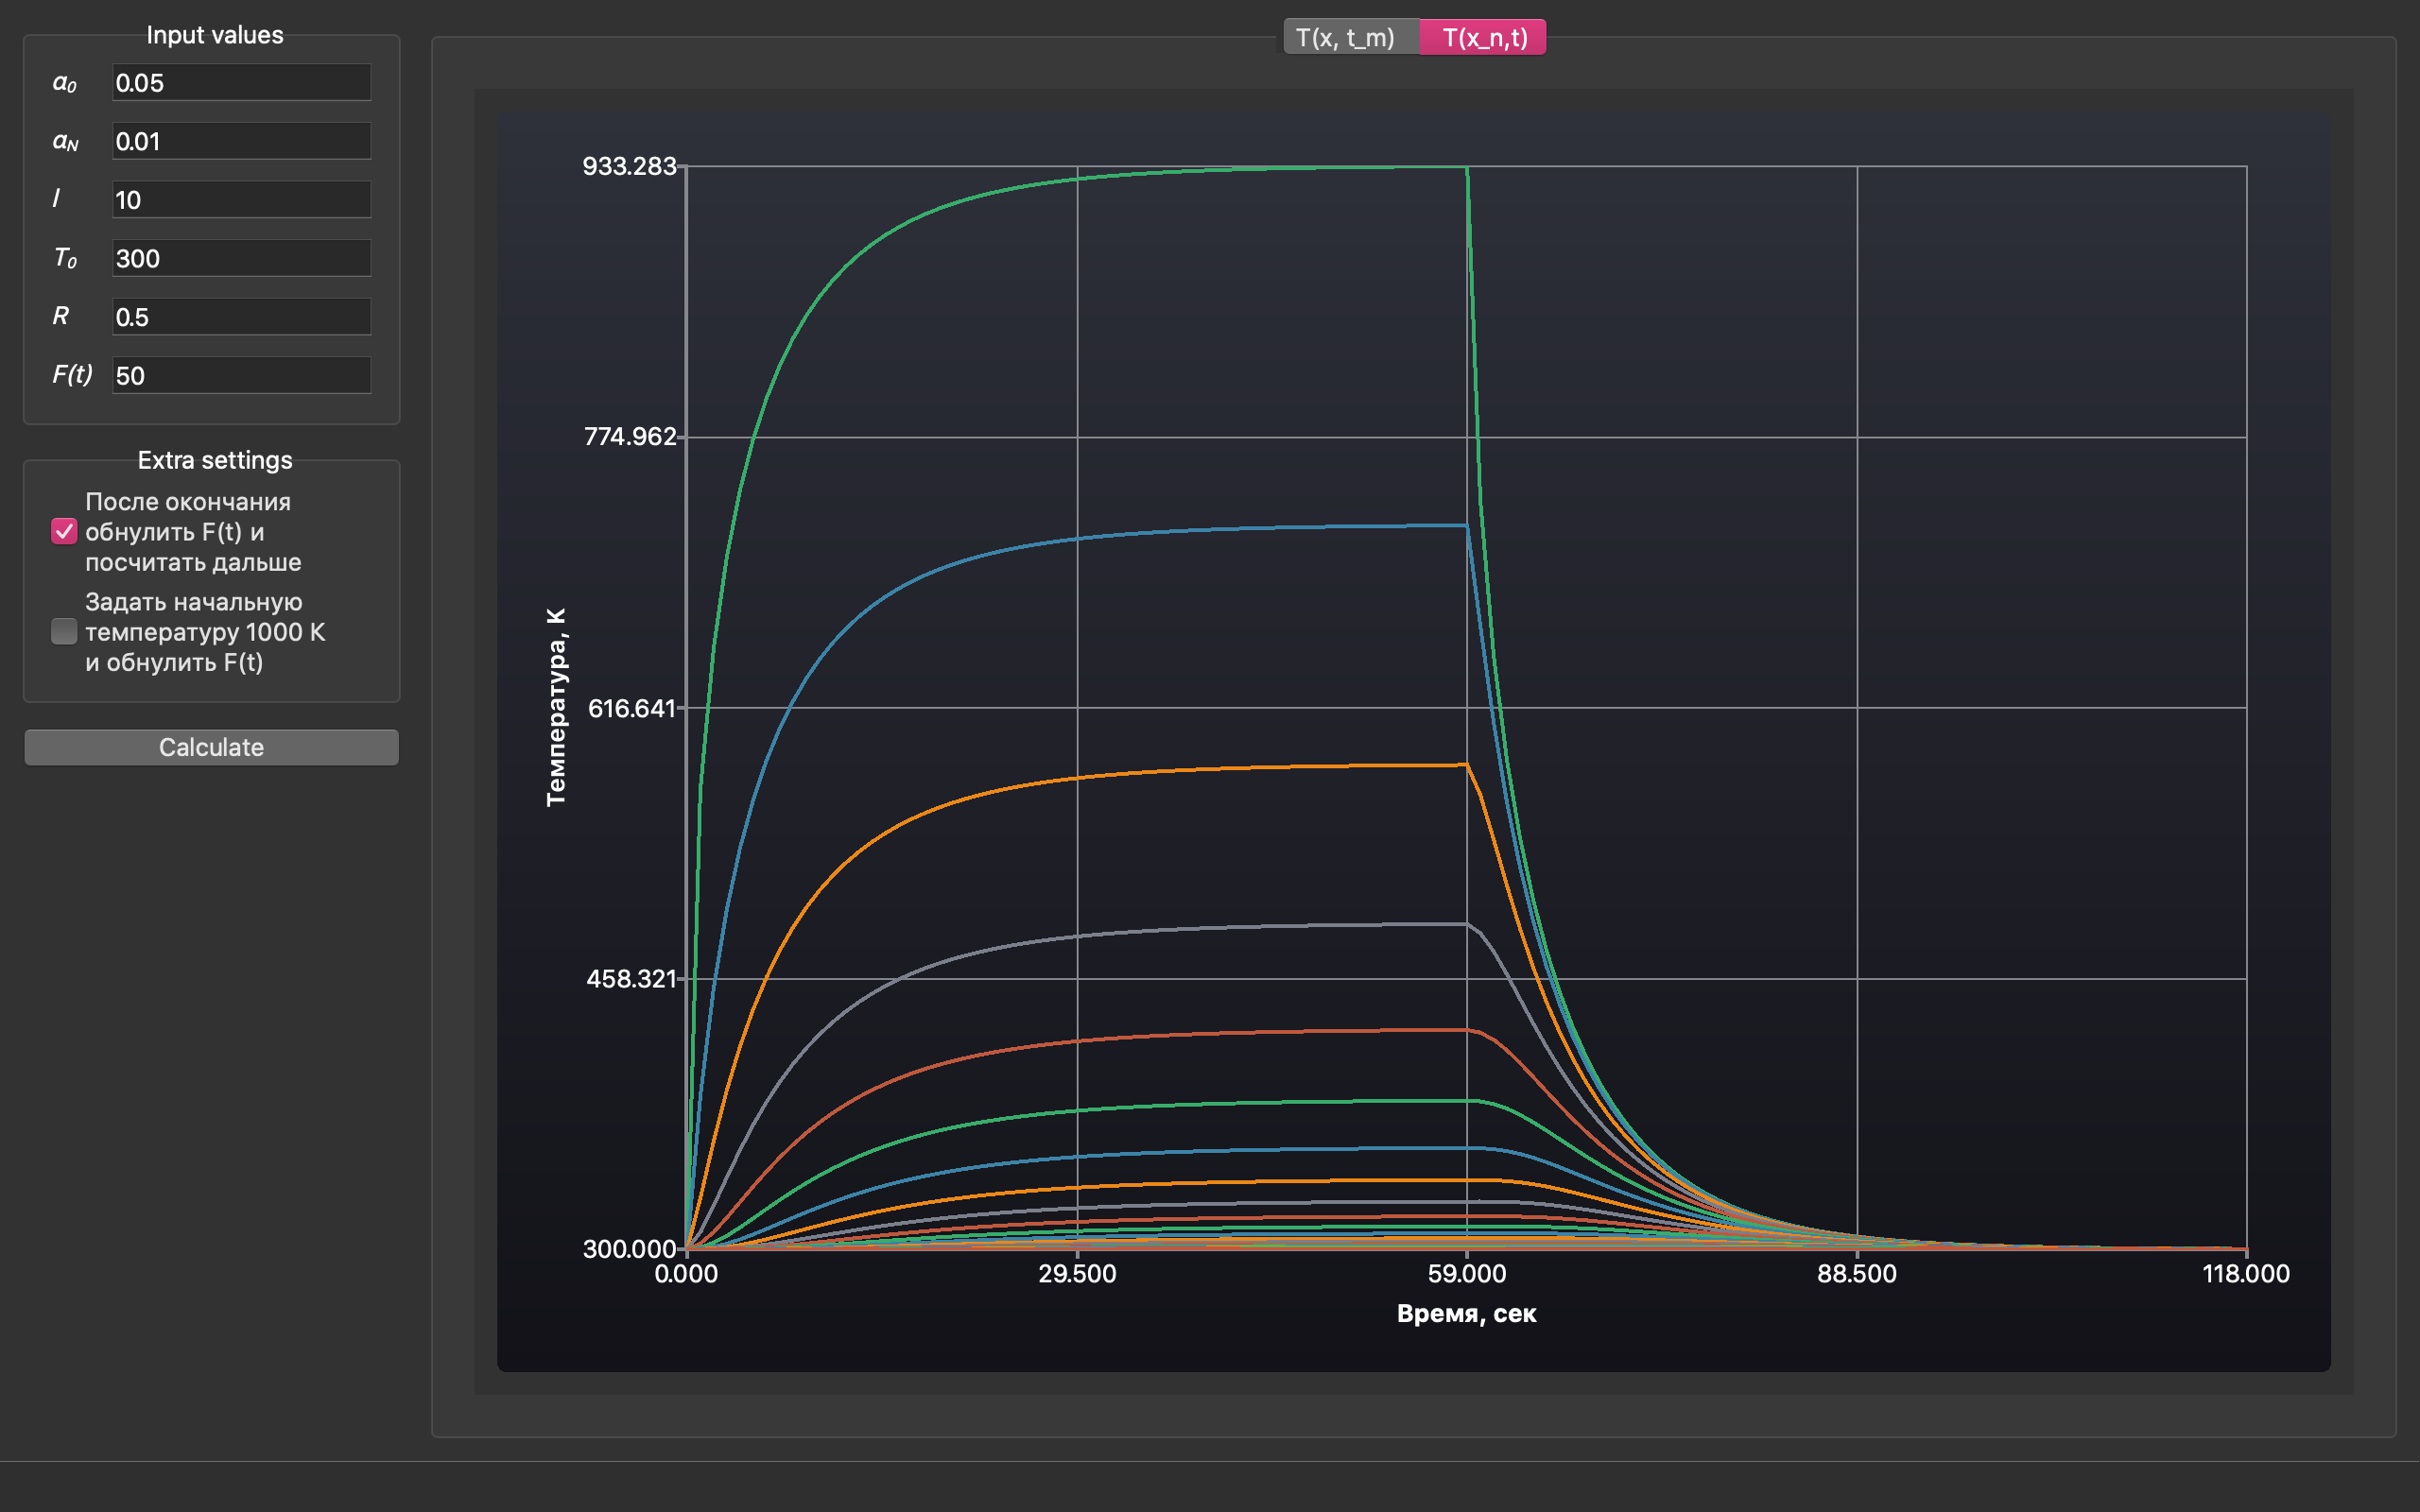 Input values
α₀ 0.05
α_N 0.01
l 10
T₀ 300
R 0.5
F(t) 50
Extra settings
После окончания
обнулить F(t) и
посчитать дальше
Задать начальную
температуру 1000 K
и обнулить F(t)
Calculate
T(x, t_m) T(x_n,t)
Температура, К
933.283
774.962
616.641
458.321
300.000
0.000 29.500 59.000 88.500 118.000
Время, сек